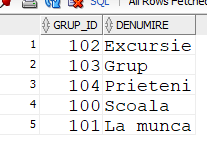 SQL | All Rows Fetched
GRUP_ID DENUMIRE
1 102 Excursie
2 103 Grup
3 104 Prieteni
4 100 Scoala
5 101 La munca